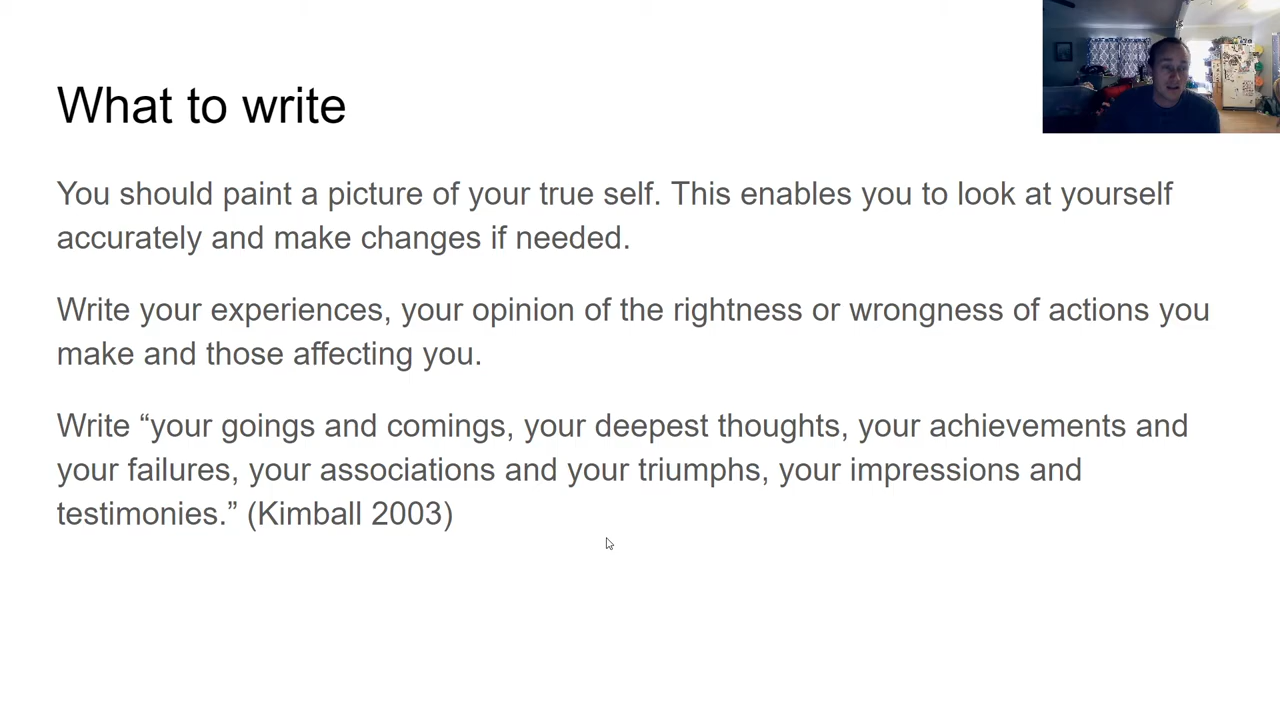 What to write
You should paint a picture of your true self. This enables you to look at yourself
accurately and make changes if needed.
Write your experiences, your opinion of the rightness or wrongness of actions you
make and those affecting you.
Write “your goings and comings, your deepest thoughts, your achievements and
your failures, your associations and your triumphs, your impressions and
testimonies.” (Kimball 2003)